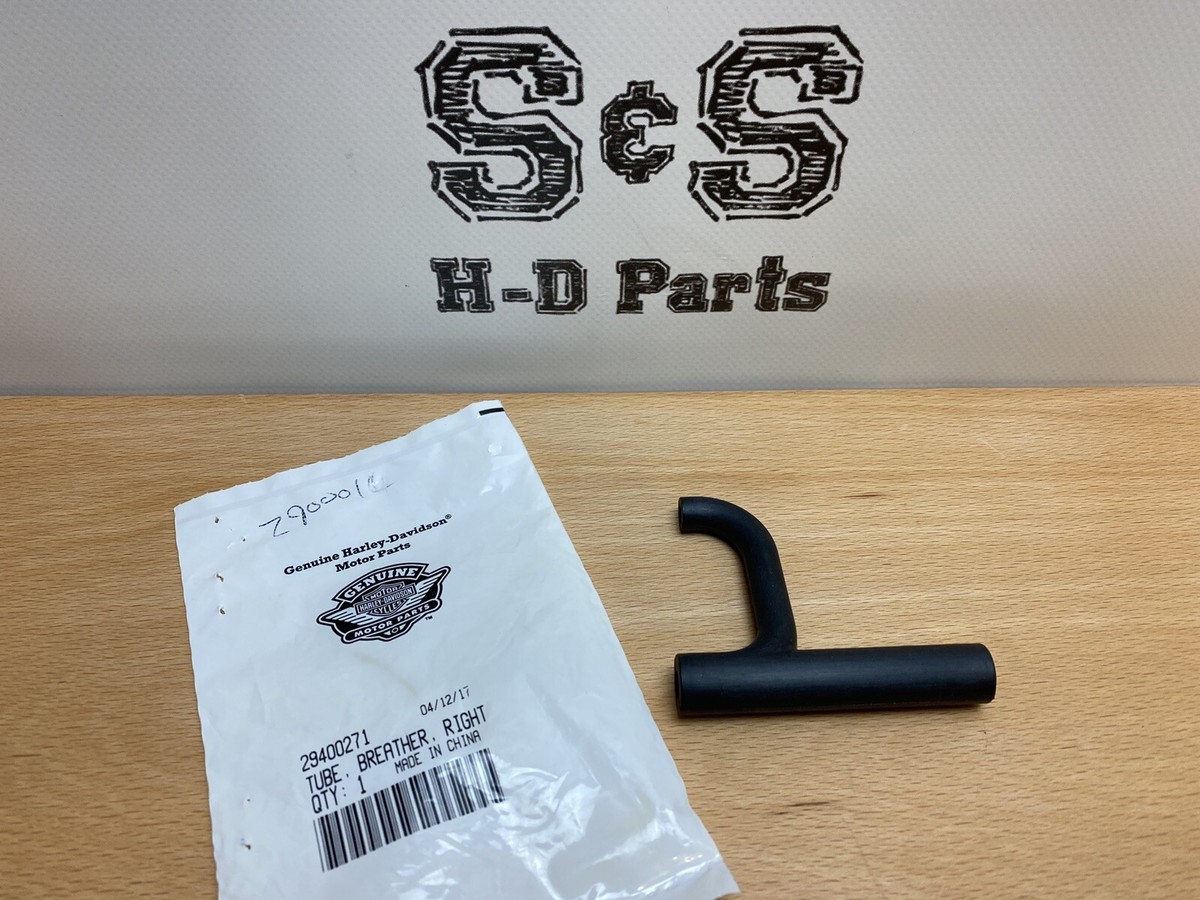 S&S
H-D Parts
Genuine Harley-Davidson®
Motor Parts
GENUINE
MOTOR
HARLEY-DAVIDSON
CYCLES
MOTOR PARTS
TM
04/12/17
29400271
TUBE, BREATHER, RIGHT
QTY: 1 MADE IN CHINA